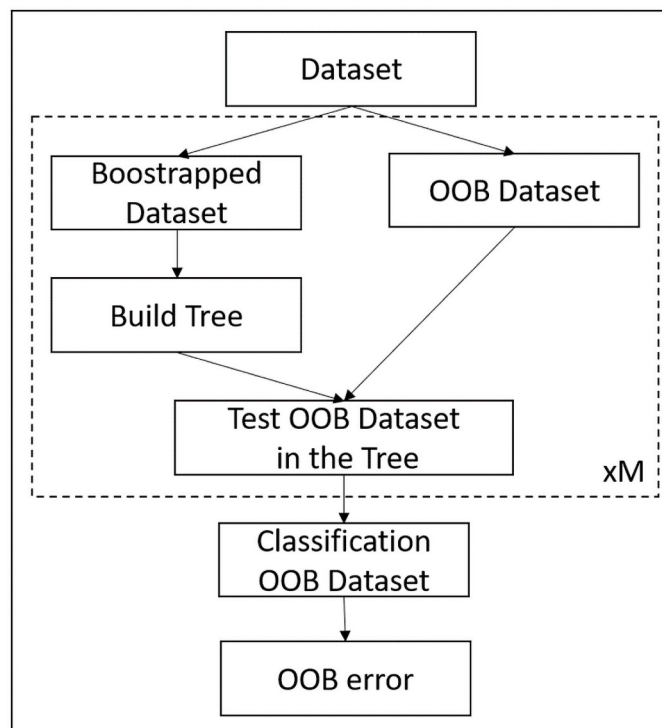 Dataset
Boostrapped
Dataset
OOB Dataset
Build Tree
Test OOB Dataset
in the Tree
xM
Classification
OOB Dataset
OOB error